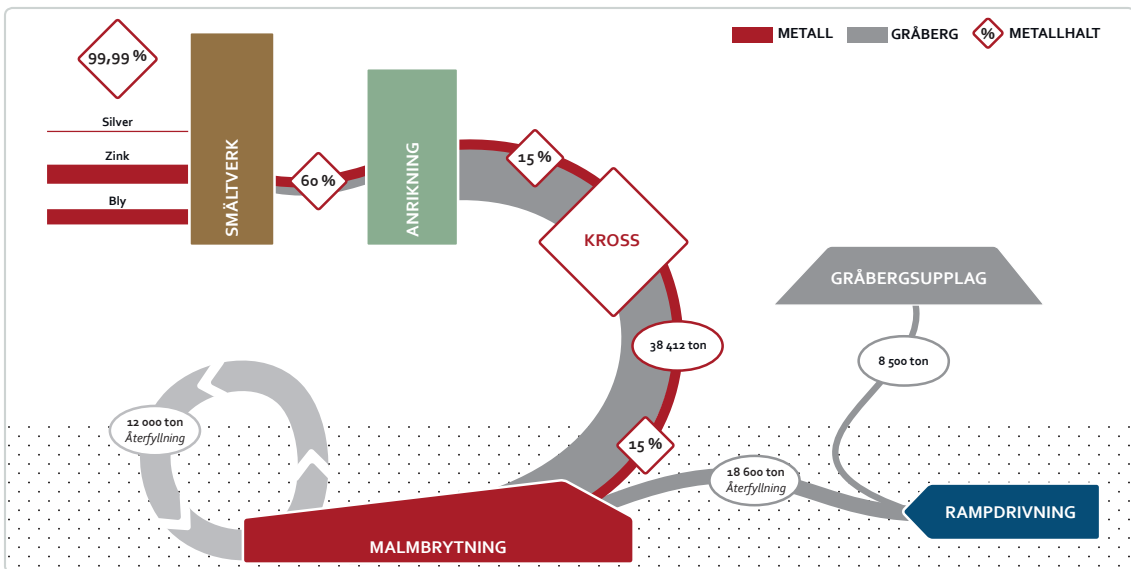 METALL
GRÅBERG
%
METALLHALT
99,99 %
Silver
Zink
Bly
SMÄLTVERK
60 %
ANRIKNING
15 %
KROSS
GRÅBERGSUPPLAG
38 412 ton
8 500 ton
12 000 ton
Återfyllning
15 %
18 600 ton
Återfyllning
RAMPDRIVNING
MALMBRYTNING